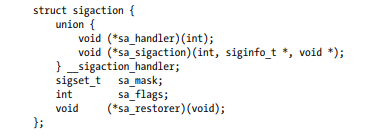 struct sigaction {
    union {
        void (*sa_handler)(int);
        void (*sa_sigaction)(int, siginfo_t *, void *);
    } __sigaction_handler;
    sigset_t   sa_mask;
    int        sa_flags;
    void     (*sa_restorer)(void);
};